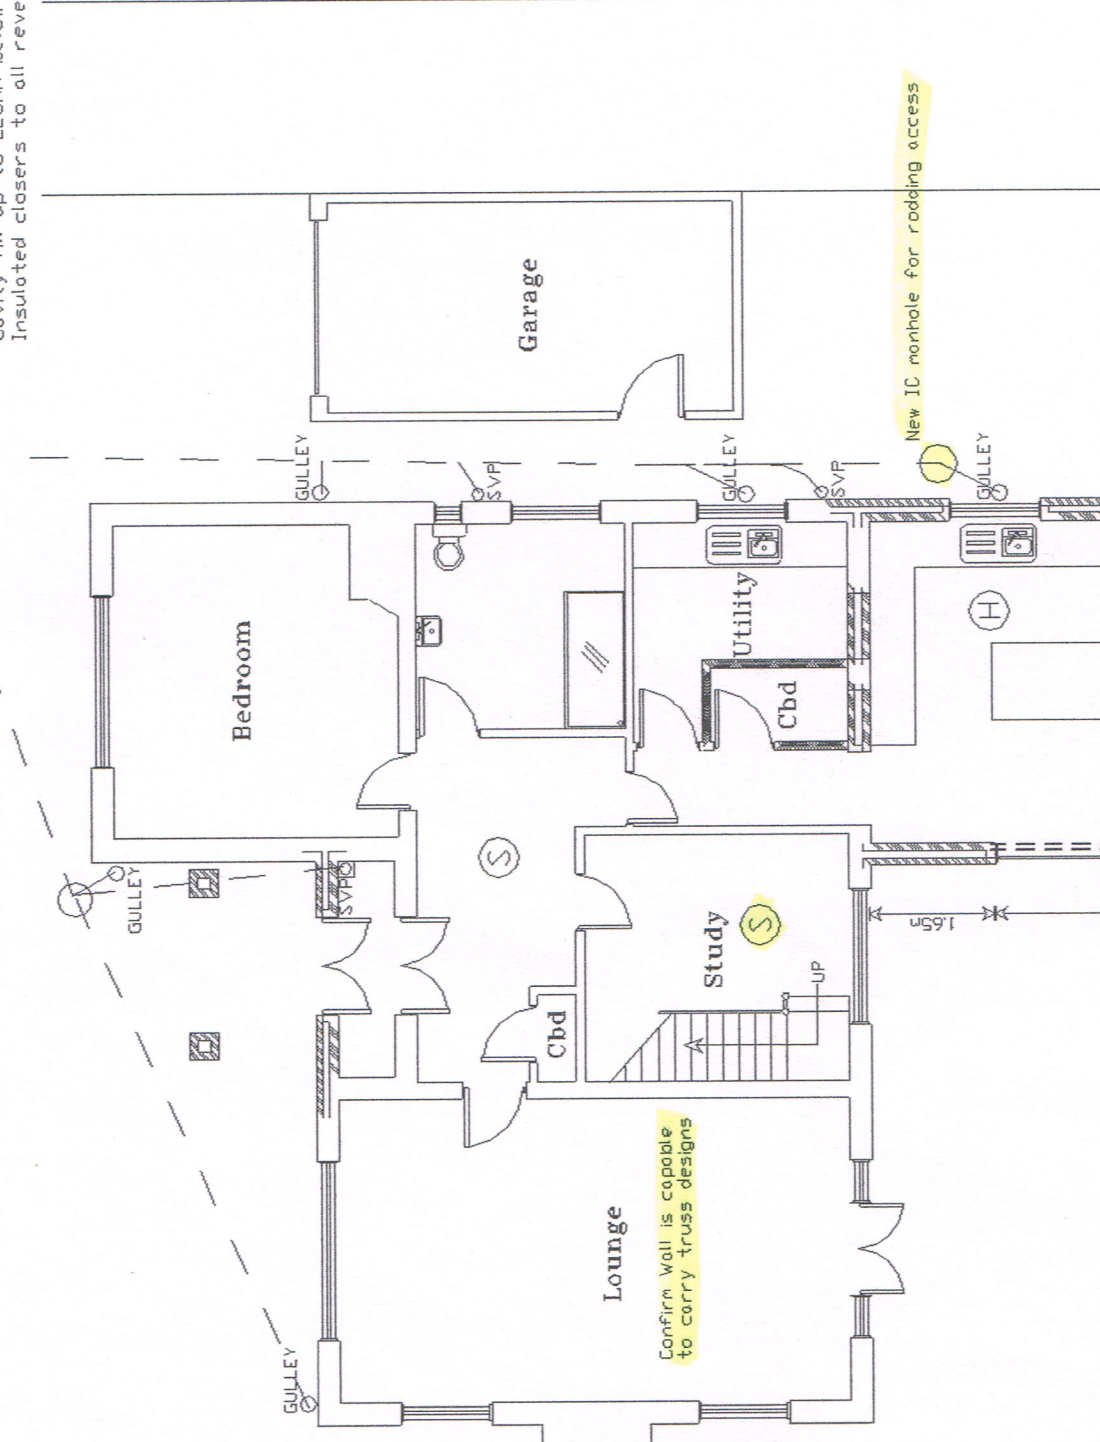 Insulated closers to all reve
Garage
New IC manhole for rodding access
GULLEY
SVP
GULLEY
SVP
GULLEY
Bedroom
Utility
Cbd
H
GULLEY
SVP
S
Study
S
UP
1.65m
Cbd
Lounge
Confirm Wall is capable
to carry truss designs
GULLEY